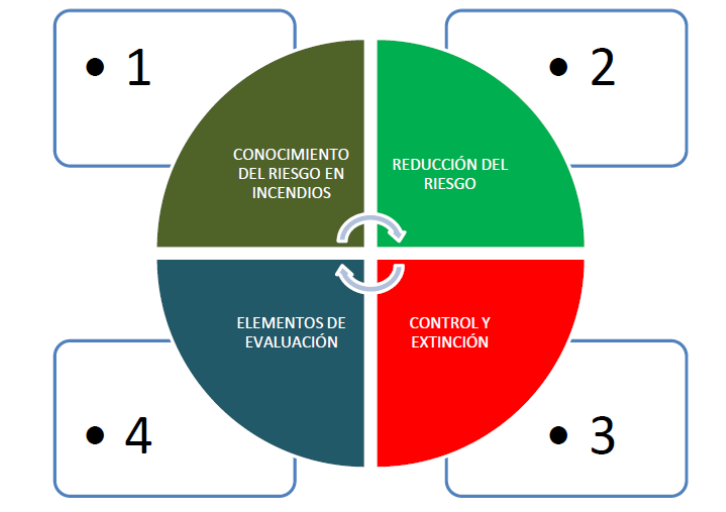 • 1
• 2
CONOCIMIENTO
DEL RIESGO EN
INCENDIOS
REDUCCIÓN DEL
RIESGO
ELEMENTOS DE
EVALUACIÓN
CONTROL Y
EXTINCIÓN
• 4
• 3